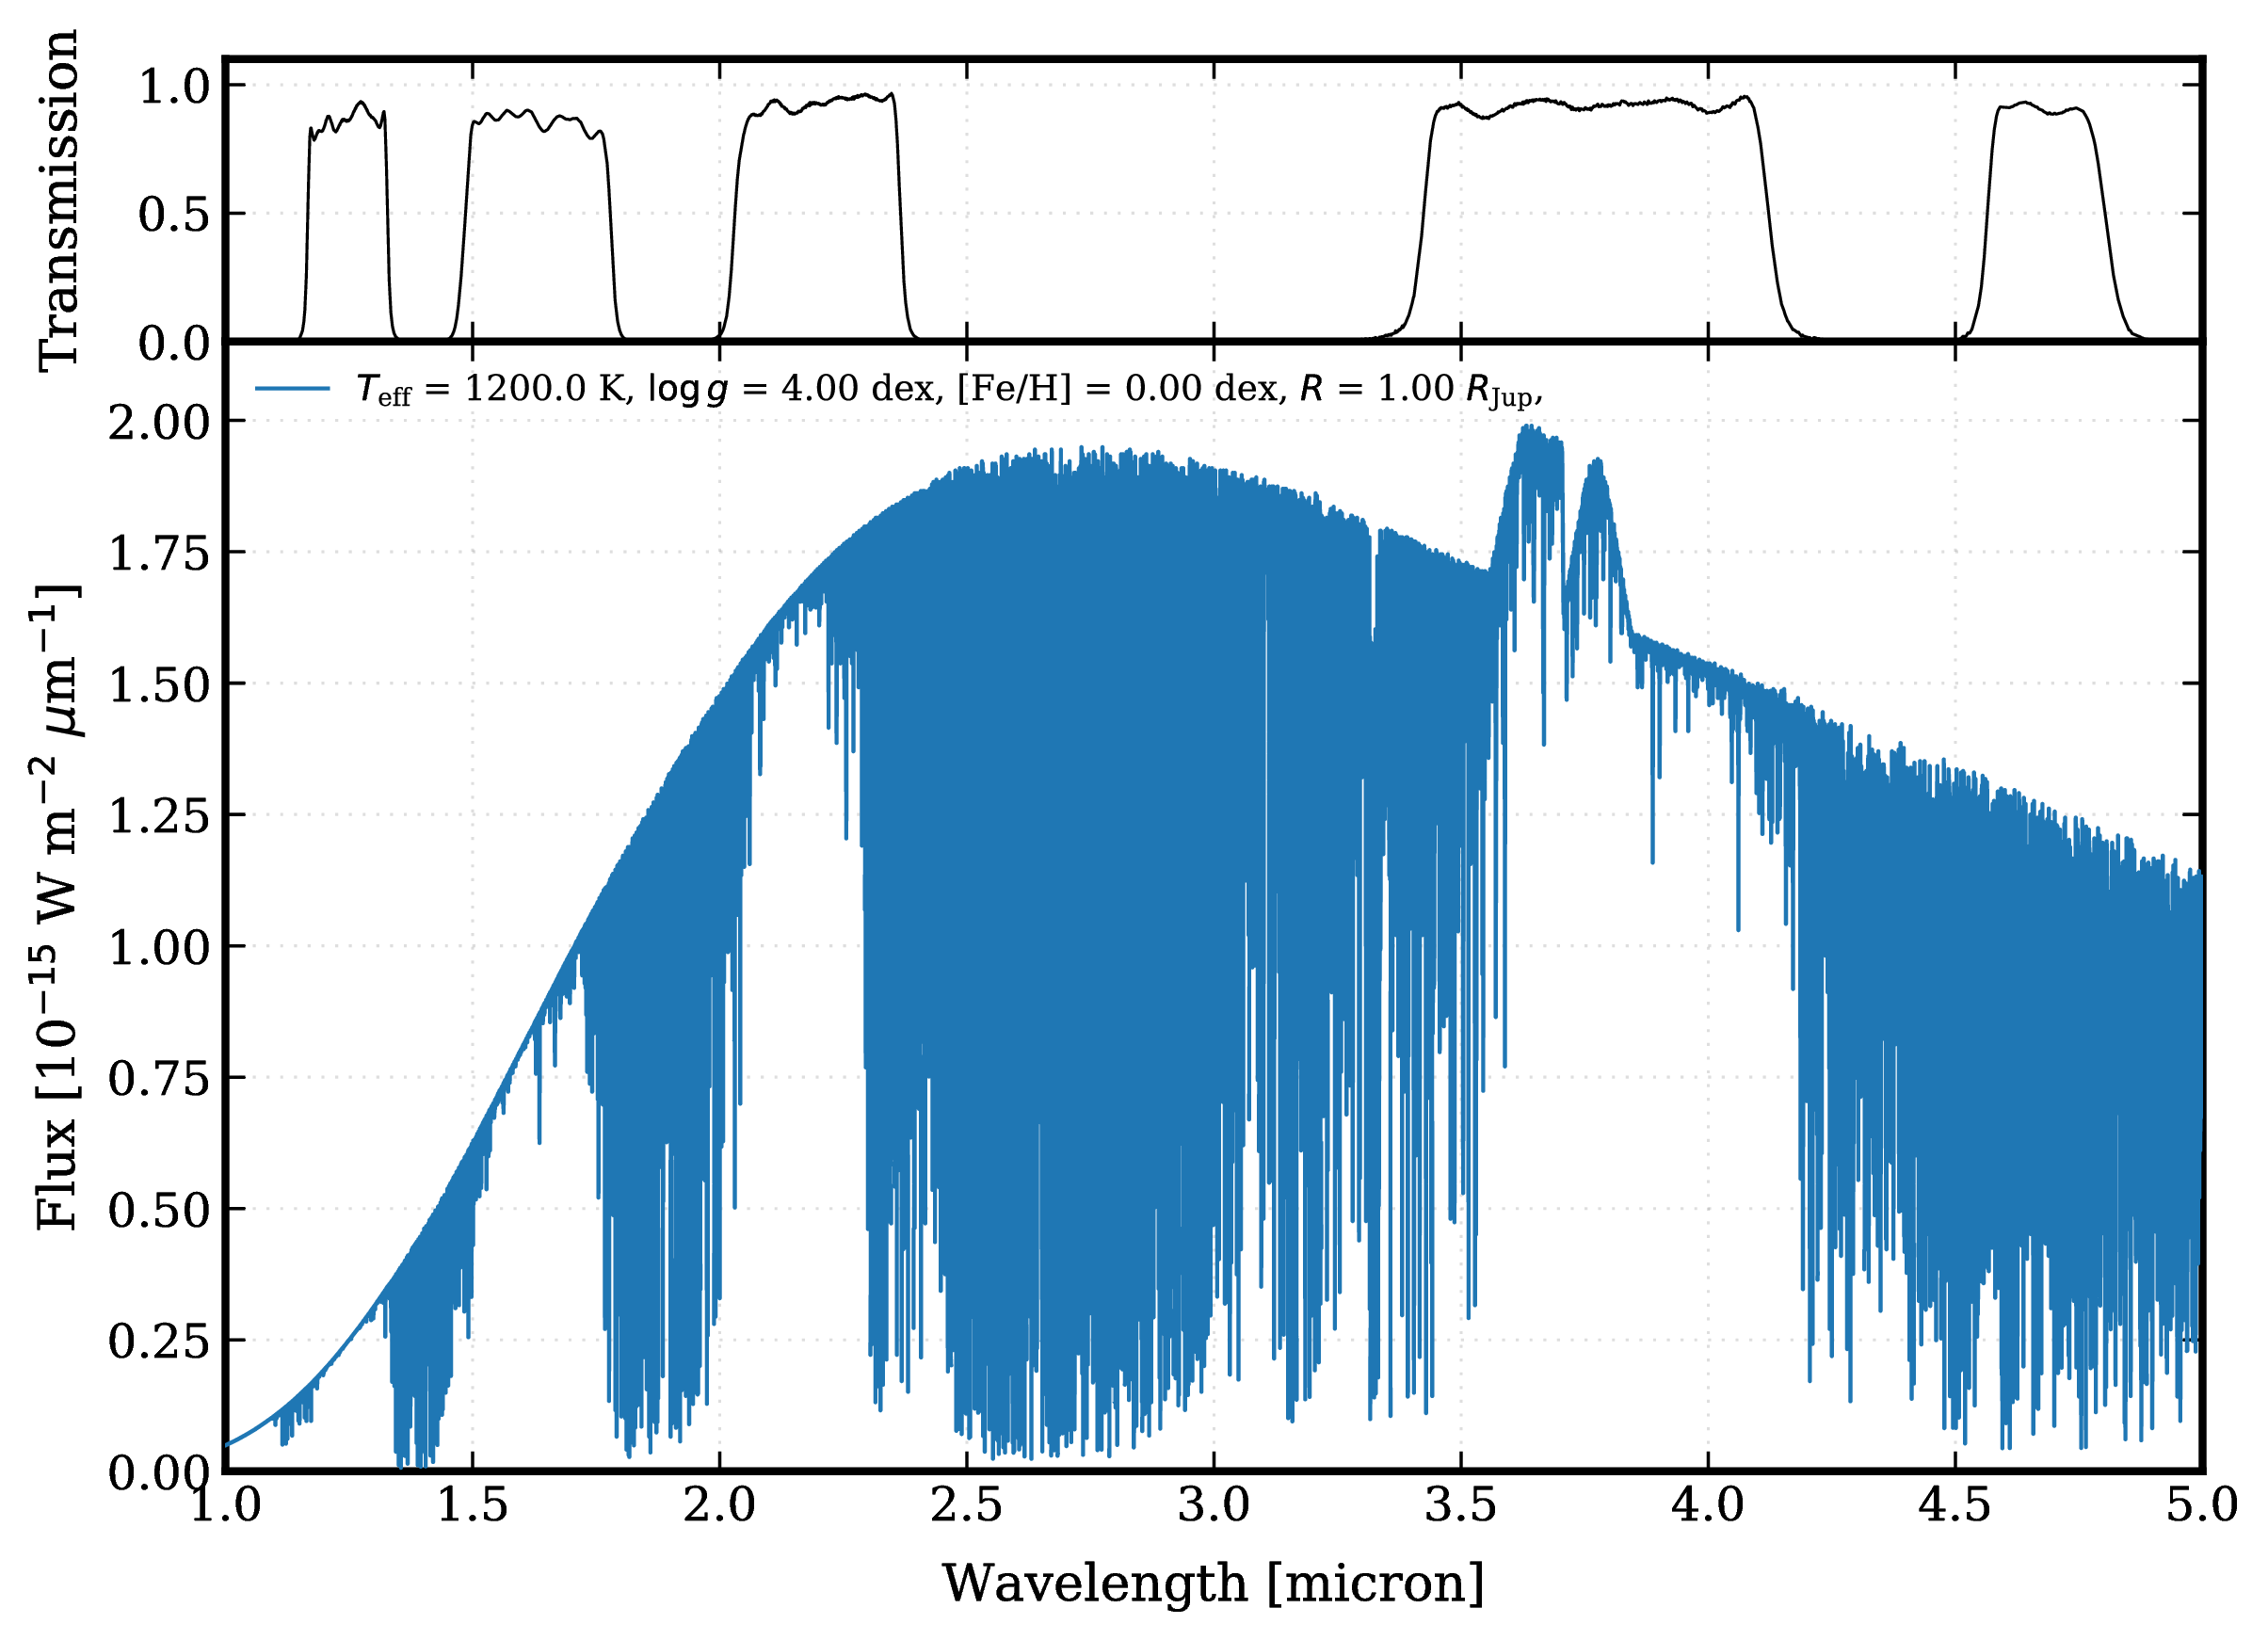 Transmission
1.0
0.5
0.0
T_eff = 1200.0 K, log g = 4.00 dex, [Fe/H] = 0.00 dex, R = 1.00 R_Jup,
Flux [10⁻¹⁵ W m⁻² μm⁻¹]
2.00
1.75
1.50
1.25
1.00
0.75
0.50
0.25
0.00
1.0 1.5 2.0 2.5 3.0 3.5 4.0 4.5 5.0
Wavelength [micron]